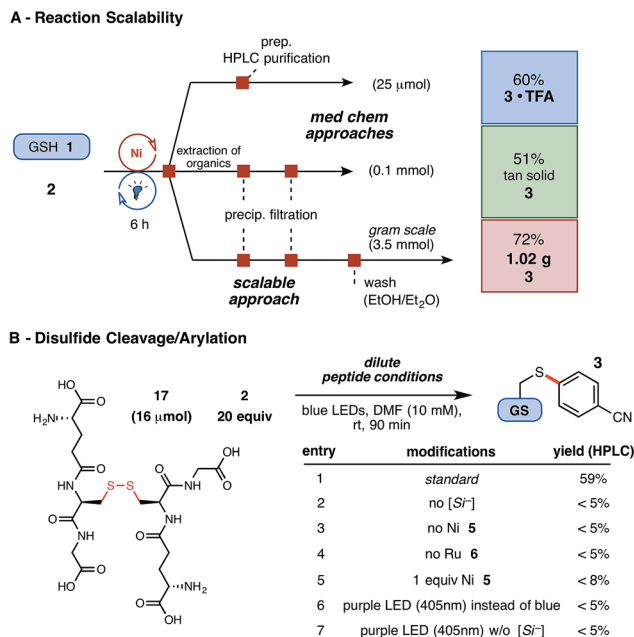 A - Reaction Scalability
prep.
HPLC purification
(25 μmol)
60%
3 • TFA
med chem
approaches
GSH 1
Ni
extraction of
organics
(0.1 mmol)
51%
tan solid
3
2
6 h
precip. filtration
gram scale
(3.5 mmol)
72%
1.02 g
3
scalable
approach
wash
(EtOH/Et2O)
B - Disulfide Cleavage/Arylation
17
(16 μmol)
2
20 equiv
dilute
peptide conditions
blue LEDs, DMF (10 mM),
rt, 90 min
3
S
GS
CN
HO
O
H2N
O
HN
S–S
O
NH
O
HO
O
NH
OH
O
NH
O
NH2
O
OH
entry modifications yield (HPLC)
1 standard 59%
2 no [Si–] < 5%
3 no Ni 5 < 5%
4 no Ru 6 < 5%
5 1 equiv Ni 5 < 8%
6 purple LED (405nm) instead of blue < 5%
7 purple LED (405nm) w/o [Si–] < 5%